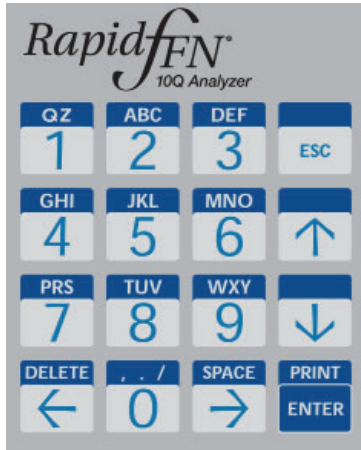 Rapid fFN®
10Q Analyzer
QZ ABC DEF
1 2 3 ESC
GHI JKL MNO
4 5 6 ↑
PRS TUV WXY
7 8 9 ↓
DELETE , . / SPACE PRINT
← 0 → ENTER